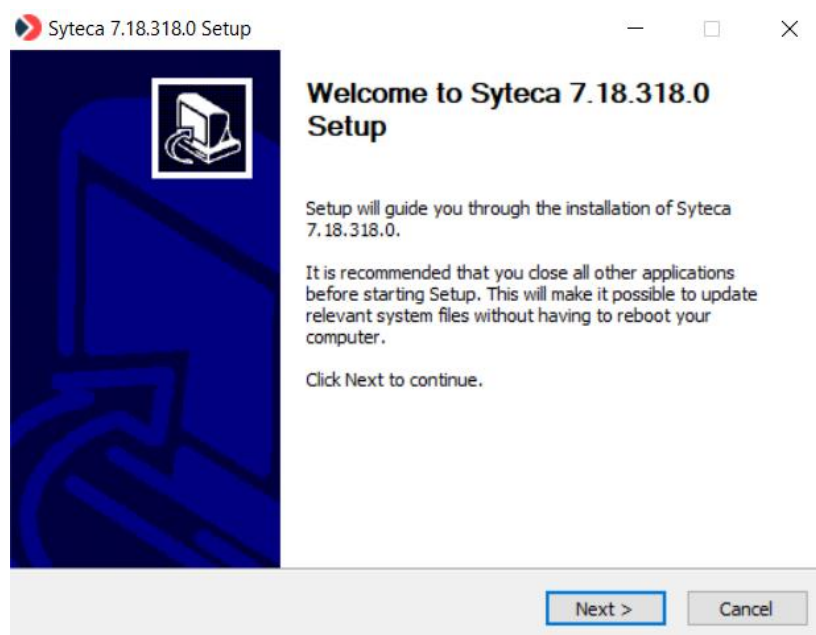 Syteca 7.18.318.0 Setup
Welcome to Syteca 7.18.318.0
Setup
Setup will guide you through the installation of Syteca
7.18.318.0.
It is recommended that you close all other applications
before starting Setup. This will make it possible to update
relevant system files without having to reboot your
computer.
Click Next to continue.
Next >
Cancel